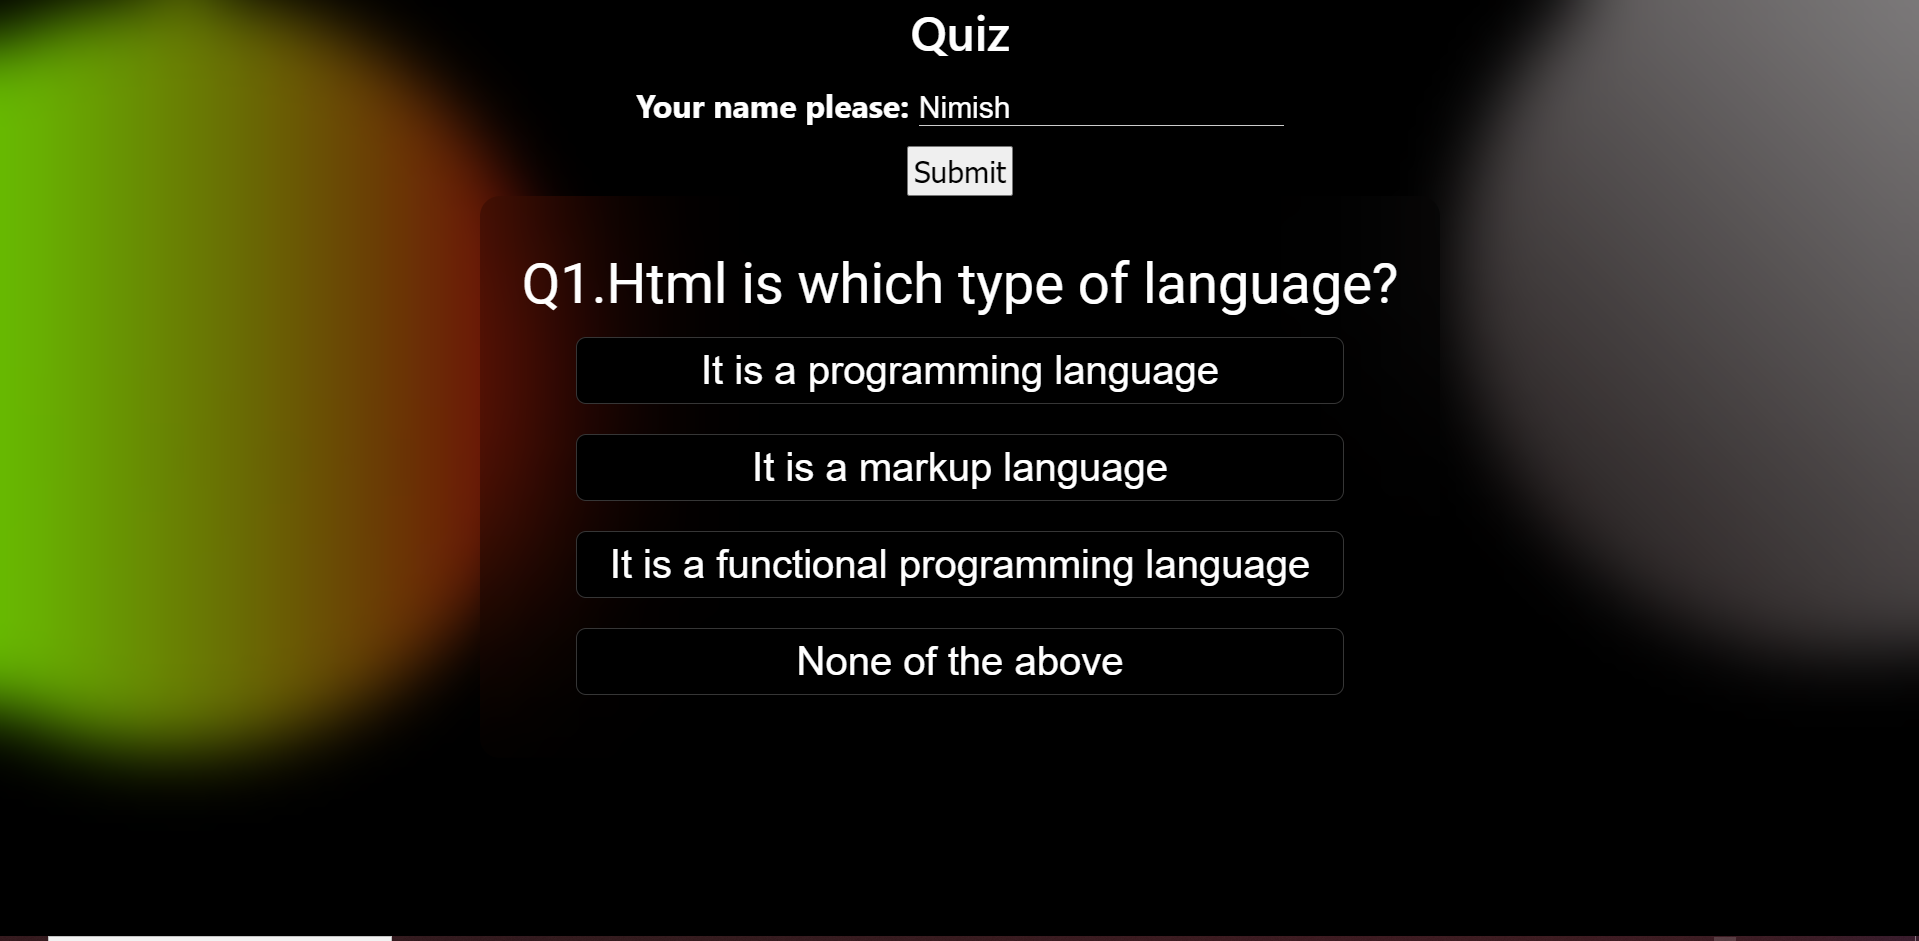 Quiz
Your name please: Nimish
Submit
Q1.Html is which type of language?
It is a programming language
It is a markup language
It is a functional programming language
None of the above